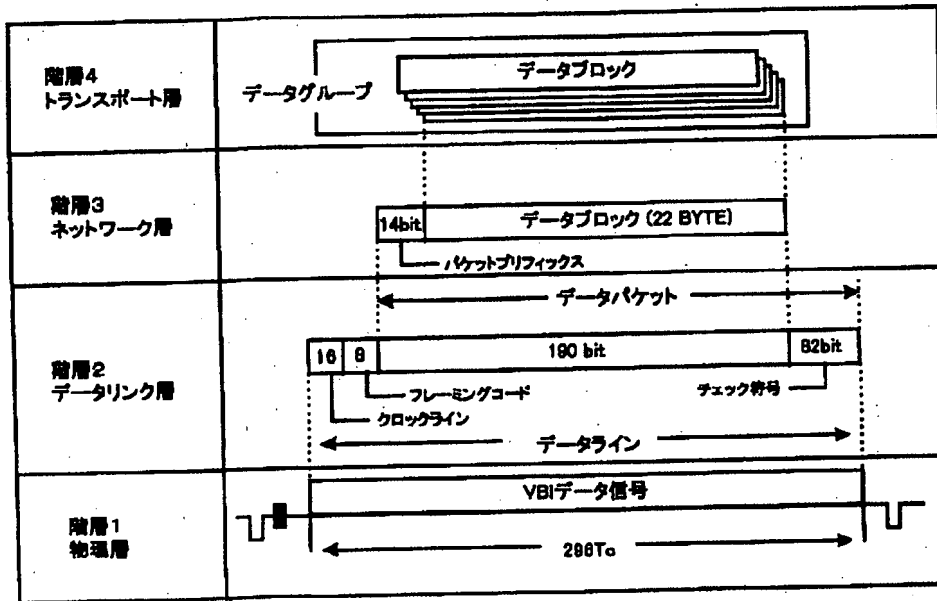 階層4
トランスポート層
データグループ
データブロック
階層3
ネットワーク層
14bit
データブロック (22 BYTE)
パケットプリフィックス
データパケット
階層2
データリンク層
16
8
190 bit
82bit
フレーミングコード
チェック符号
クロックライン
データライン
階層1
物理層
VBIデータ信号
296Tc